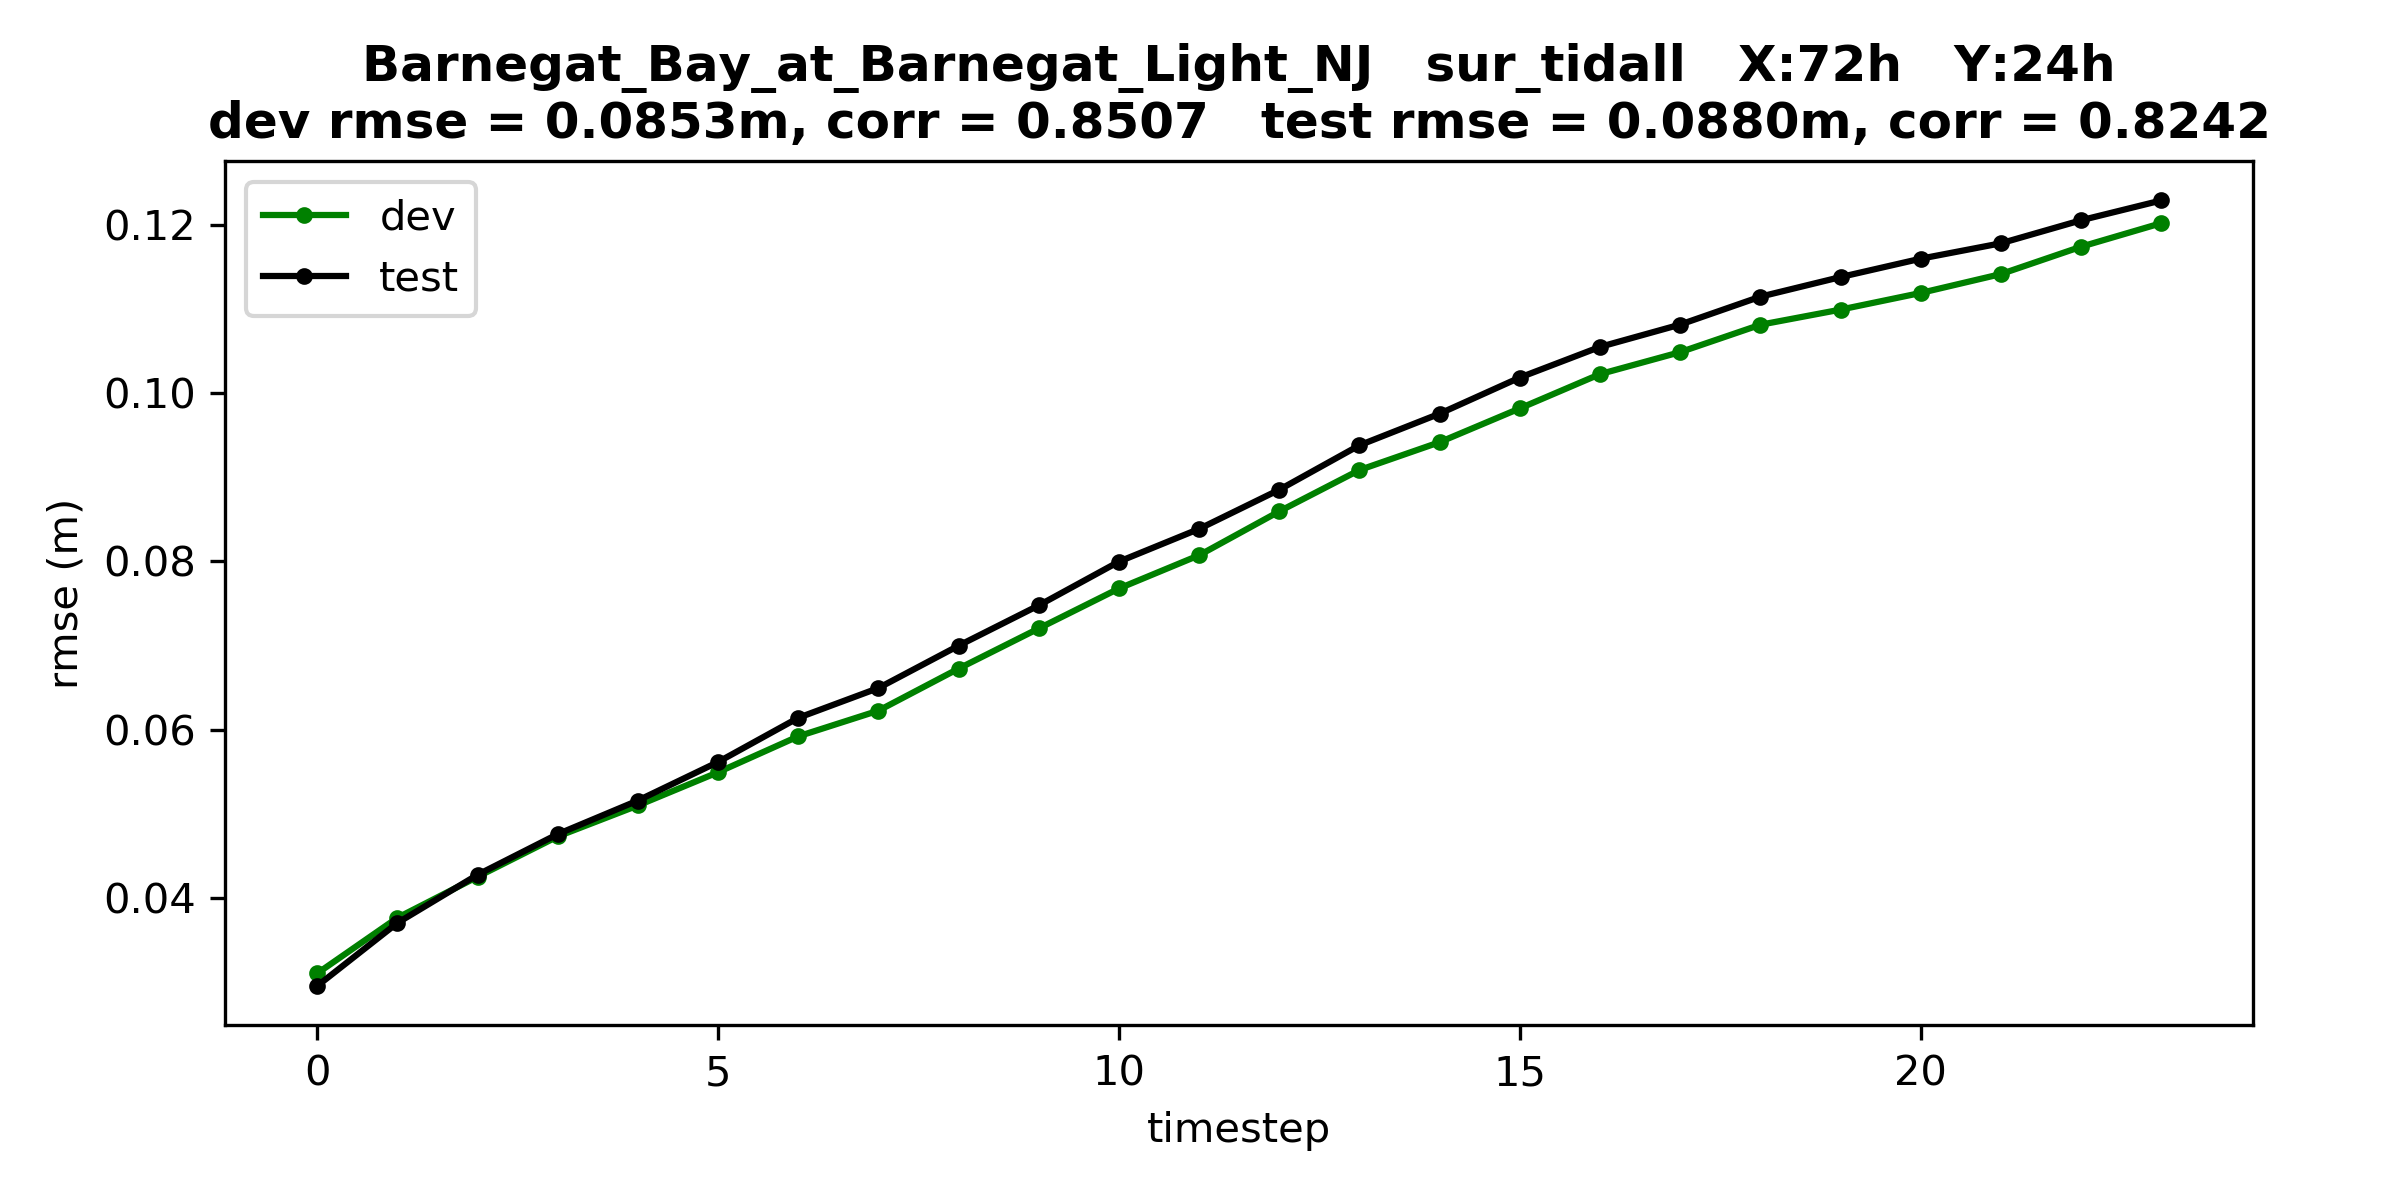 Barnegat_Bay_at_Barnegat_Light_NJ   sur_tidall   X:72h   Y:24h
dev rmse = 0.0853m, corr = 0.8507   test rmse = 0.0880m, corr = 0.8242
dev
test
0.12
0.10
0.08
0.06
0.04
rmse (m)
0 5 10 15 20
timestep